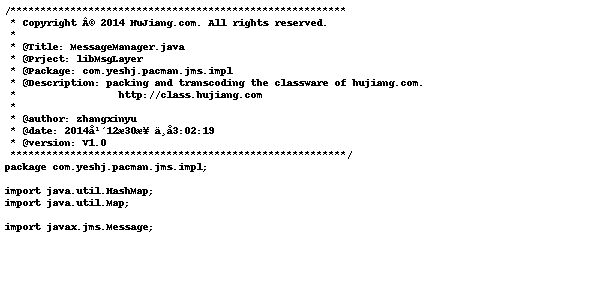 /********************************************************
 * Copyright Â© 2014 HuJiang.com. All rights reserved.
 *
 * @Title: MessageManager.java
 * @Prject: libMsgLayer
 * @Package: com.yeshj.pacman.jms.impl
 * @Description: packing and transcoding the classware of hujiang.com.
 *                 http://class.hujiang.com
 *
 * @author: zhangxinyu
 * @date: 2014å¹´12æ30æ¥ ä¸å3:02:19
 * @version: V1.0
 ********************************************************/
package com.yeshj.pacman.jms.impl;

import java.util.HashMap;
import java.util.Map;

import javax.jms.Message;